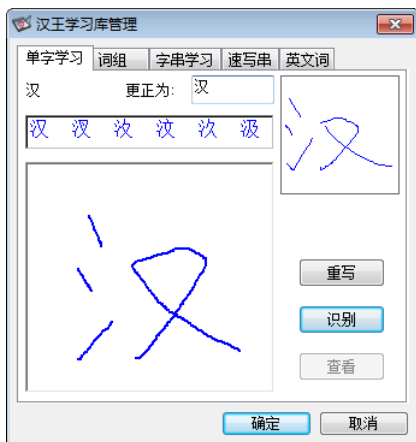 汉王学习库管理
单字学习 词组 字串学习 速写串 英文词
汉 更正为: 汉
汉 汊 汝 汶 汣 汲
汉
汉
重写
识别
查看
确定 取消